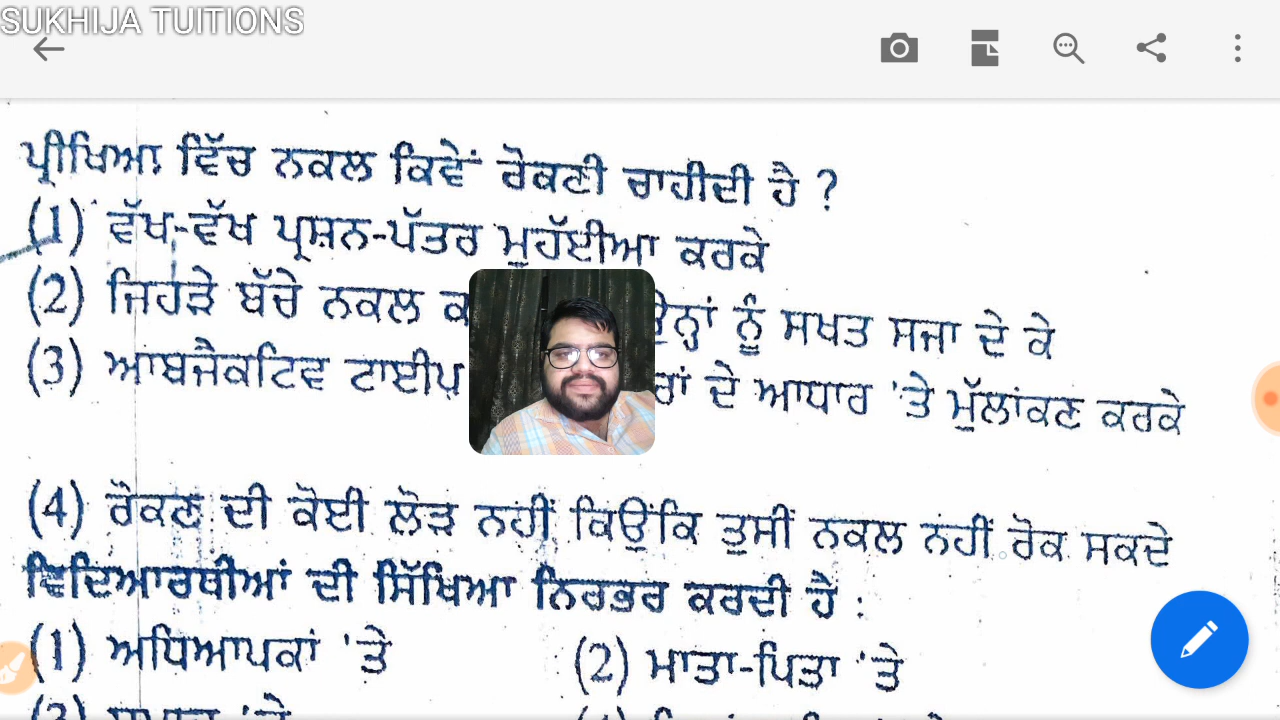 SUKHIJA TUITIONS
ਪ੍ਰੀਖਿਆ ਵਿੱਚ ਨਕਲ ਕਿਵੇਂ ਰੋਕਣੀ ਚਾਹੀਦੀ ਹੈ ?
(1) ਵੱਖ-ਵੱਖ ਪ੍ਰਸ਼ਨ-ਪੱਤਰ ਮੁਹੱਈਆ ਕਰਕੇ
(2) ਜਿਹੜੇ ਬੱਚੇ ਨਕਲ ਨੂੰ ਸਖਤ ਸਜਾ ਦੇ ਕੇ
(3) ਆਬਜੈਕਟਿਵ ਟਾਈਪ ਦੇ ਆਧਾਰ 'ਤੇ ਮੁੱਲਾਂਕਣ ਕਰਕੇ
(4) ਰੋਕਣ ਦੀ ਕੋਈ ਲੋੜ ਨਹੀਂ ਕਿਉਂਕਿ ਤੁਸੀਂ ਨਕਲ ਨਹੀਂ ਰੋਕ ਸਕਦੇ
ਵਿਦਿਆਰਥੀਆਂ ਦੀ ਸਿੱਖਿਆ ਨਿਰਭਰ ਕਰਦੀ ਹੈ :
(1) ਅਧਿਆਪਕਾਂ 'ਤੇ (2) ਮਾਤਾ-ਪਿਤਾ 'ਤੇ